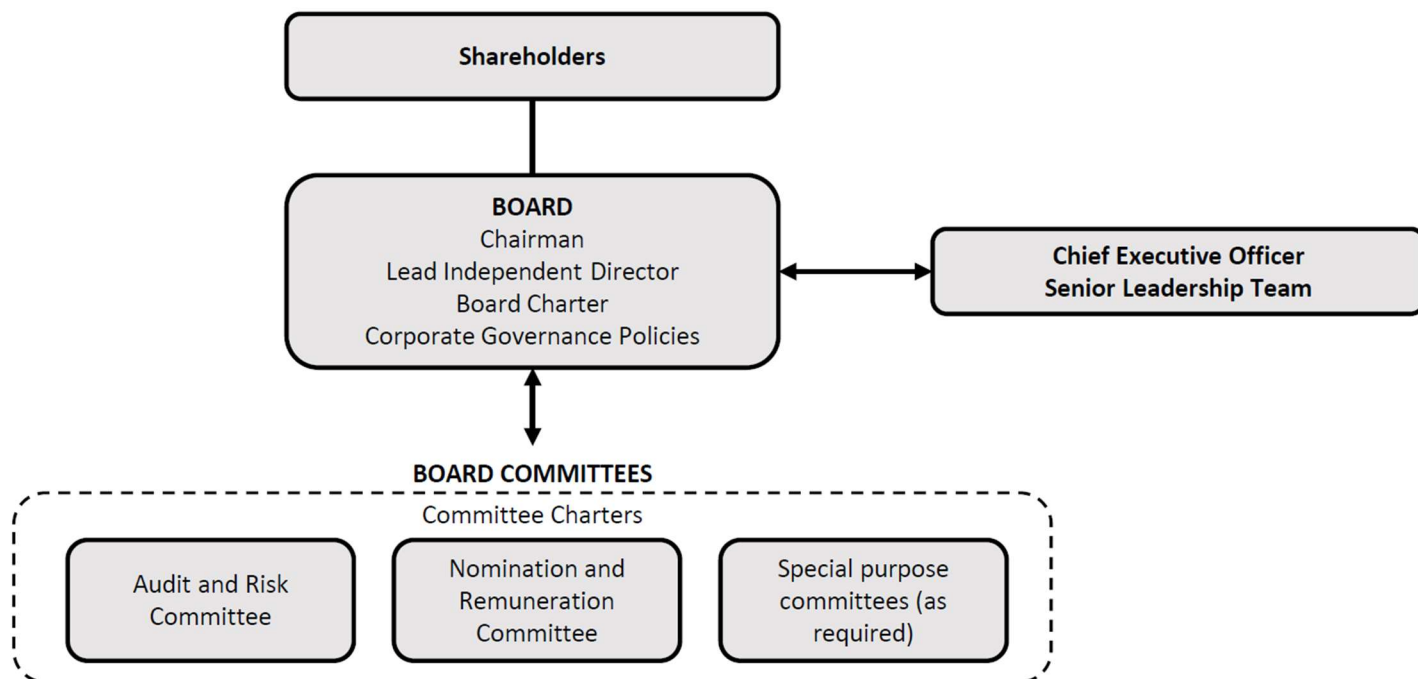 Shareholders
BOARD
Chairman
Lead Independent Director
Board Charter
Corporate Governance Policies
Chief Executive Officer
Senior Leadership Team
BOARD COMMITTEES
Committee Charters
Audit and Risk
Committee
Nomination and
Remuneration
Committee
Special purpose
committees (as
required)